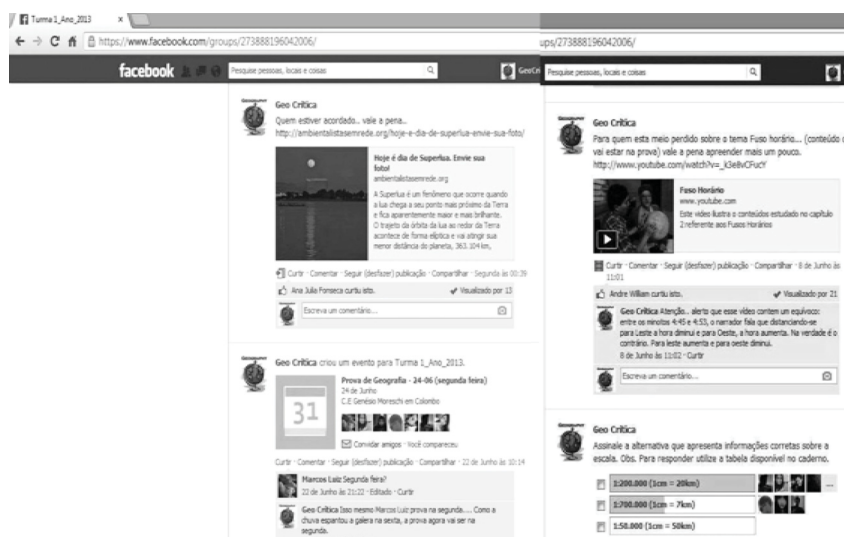 Turma 1_Ano_2013
https://www.facebook.com/groups/273888196042006/
facebook
Pesquise pessoas, locais e coisas
GeoCrí
Geo Crítica
Quem estiver acordado.. vale a pena..
http://ambientalistasemrede.org/hoje-e-dia-de-superlua-envie-sua-foto/
Hoje é dia de Superlua. Envie sua
foto!
ambientalistasemrede.org
A Superlua é um fenômeno que ocorre quando
a lua chega a seu ponto mais próximo da Terra
e fica aparentemente maior e mais brilhante.
O trajeto da órbita da lua ao redor da Terra
acontece de forma elíptica e vai atingir sua
menor distância do planeta, 363.104 km,
Curtir · Comentar · Seguir (desfazer) publicação · Compartilhar · Segunda às 00:39
Ana Julia Fonseca curtiu isto.
Visualizado por 13
Escreva um comentário...
Geo Crítica criou um evento para Turma 1_Ano_2013.
31
Prova de Geografia - 24-06 (segunda feira)
24 de Junho
C.E Genésio Moreschi em Colombo
Convidar amigos · Você compareceu
Curtir · Comentar · Seguir (desfazer) publicação · Compartilhar · 22 de Junho às 10:14
Marcos Luiz Segunda fera?
22 de Junho às 21:22 · Editado · Curtir
Geo Crítica Isso mesmo Marcos Luiz prova na segunda.... Como a
chuva espantou a galera na sexta, a prova agora vai ser na
segunda.
ups/273888196042006/
Pesquise pessoas, locais e coisas
Geo Crítica
Para quem esta meio perdido sobre o tema Fuso horário... (conteúdo
vai estar na prova) vale a pena apreender mais um pouco.
http://www.youtube.com/watch?v=_k3e8vCFucY
Fuso Horário
www.youtube.com
Este video ilustra o conteúdos estudado no capítulo
2 referente aos Fusos Horários
Curtir · Comentar · Seguir (desfazer) publicação · Compartilhar · 8 de Junho às
11:01
Andre William curtiu isto.
Visualizado por 21
Geo Crítica Atenção... alerto que esse vídeo contem um equívoco:
entre os minotos 4:45 e 4:53, o narrador fala que distanciando-se
para Leste a hora diminui e para Oeste, a hora aumenta. Na verdade é o
contrário. Para leste aumenta e para oeste diminui.
8 de Junho às 11:02 · Curtir
Escreva um comentário...
Geo Crítica
Assinale a alternativa que apresenta informações corretas sobre a
escala. Obs. Para responder utilize a tabela disponível no caderno.
1:200.000 (1cm = 20km)
...
1:700.000 (1cm = 7km)
1:50.000 (1cm = 50km)